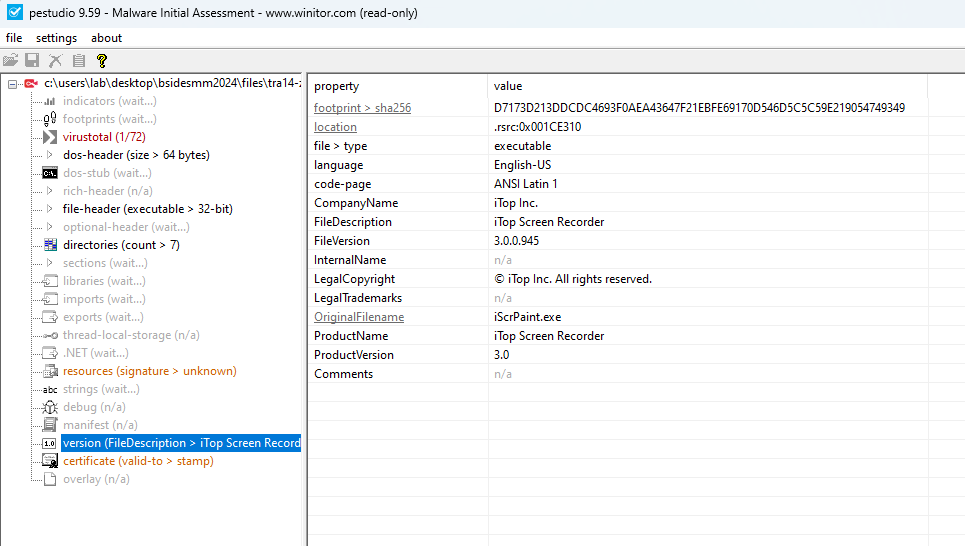 pestudio 9.59 - Malware Initial Assessment - www.winitor.com (read-only)
file settings about
c:\users\lab\desktop\bsidesmm2024\files\tra14-
indicators (wait...)
footprints (wait...)
virustotal (1/72)
dos-header (size > 64 bytes)
dos-stub (wait...)
rich-header (n/a)
file-header (executable > 32-bit)
optional-header (wait...)
directories (count > 7)
sections (wait...)
libraries (wait...)
imports (wait...)
exports (wait...)
thread-local-storage (n/a)
.NET (wait...)
resources (signature > unknown)
abc strings (wait...)
debug (n/a)
manifest (n/a)
1.0 version (FileDescription > iTop Screen Record
certificate (valid-to > stamp)
overlay (n/a)
property value
footprint > sha256 D7173D213DDCDC4693F0AEA43647F21EBFE69170D546D5C5C59E219054749349
location .rsrc:0x001CE310
file > type executable
language English-US
code-page ANSI Latin 1
CompanyName iTop Inc.
FileDescription iTop Screen Recorder
FileVersion 3.0.0.945
InternalName n/a
LegalCopyright © iTop Inc. All rights reserved.
LegalTrademarks n/a
OriginalFilename iScrPaint.exe
ProductName iTop Screen Recorder
ProductVersion 3.0
Comments n/a